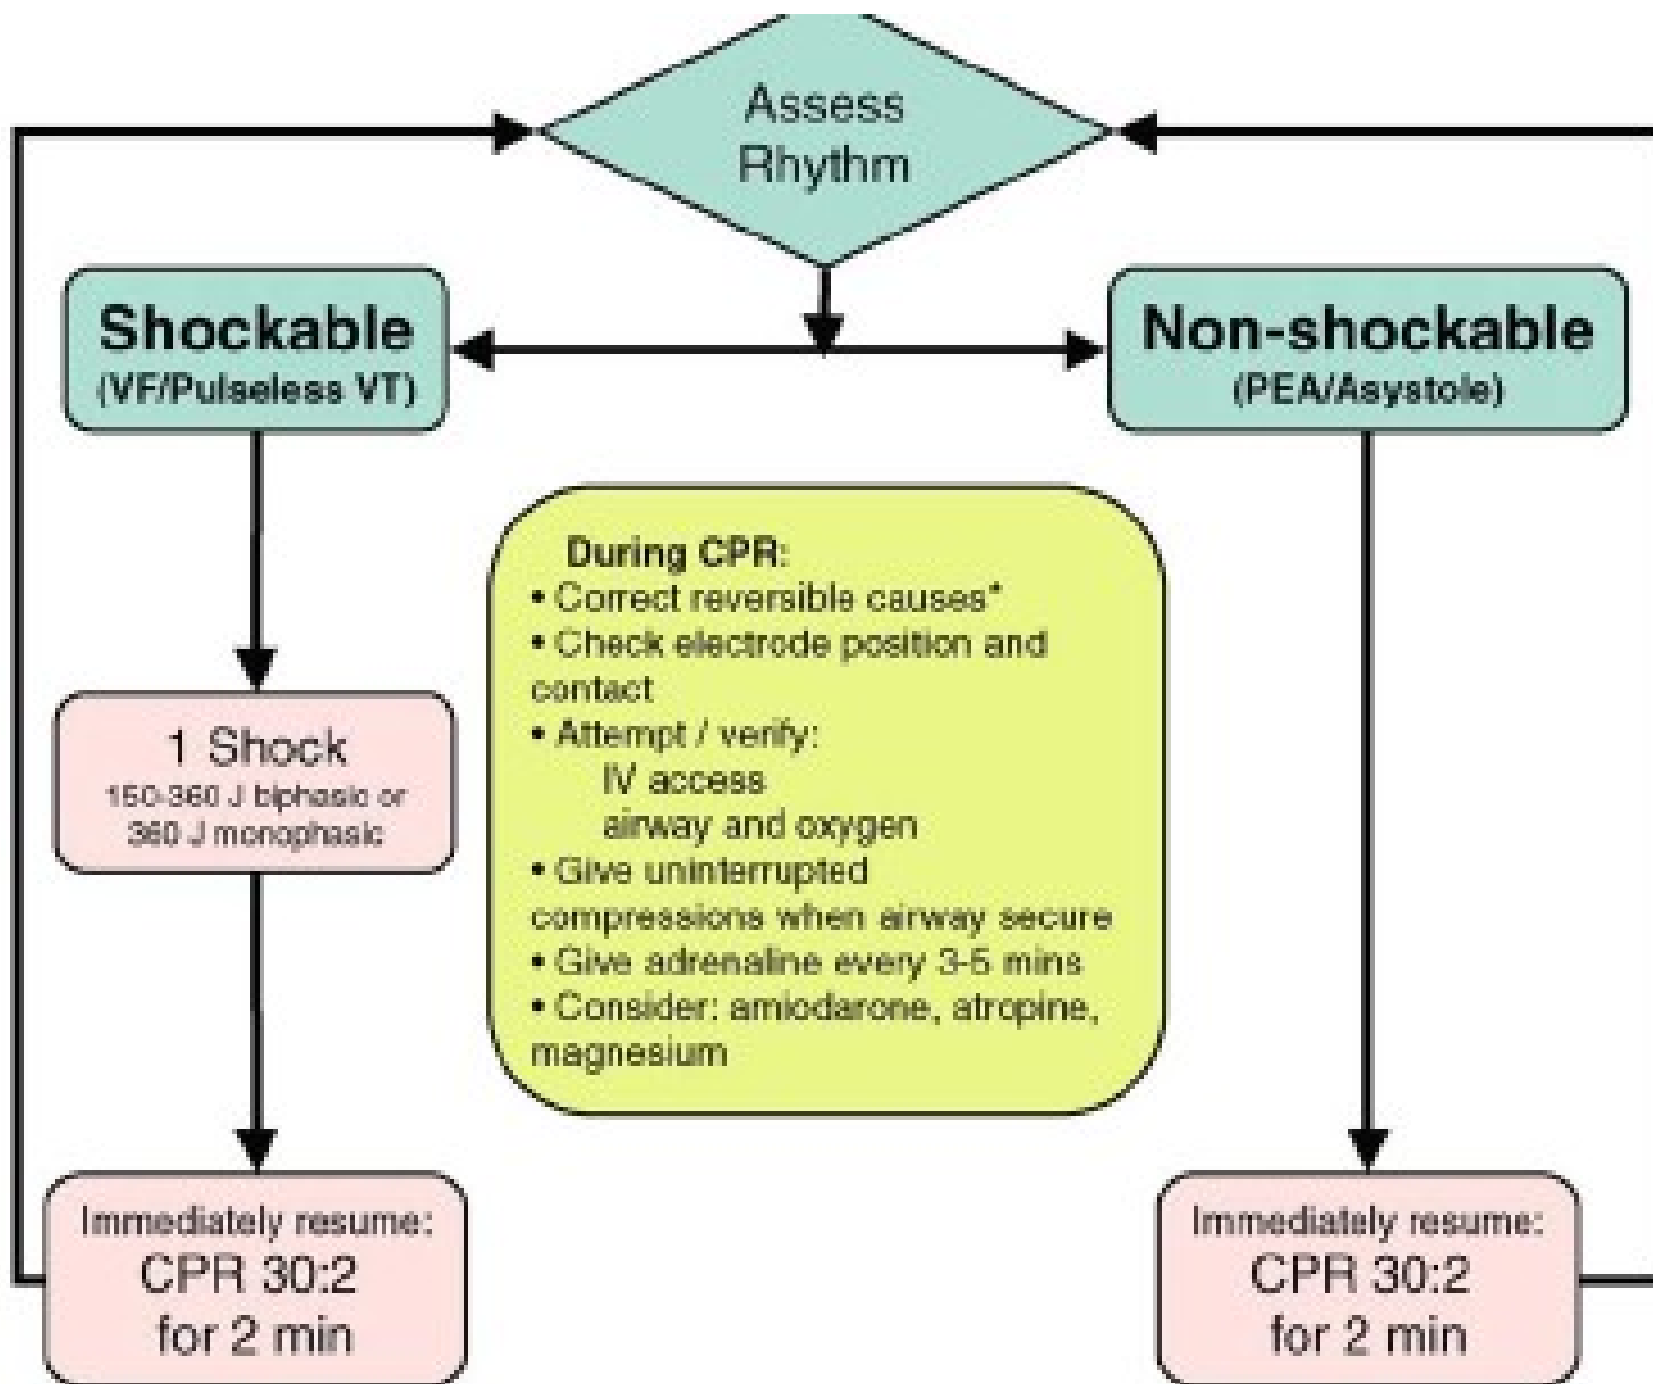 Assess
Rhythm
Shockable
(VF/Pulseless VT)
Non-shockable
(PEA/Asystole)
During CPR:
• Correct reversible causes*
• Check electrode position and
contact
• Attempt / verify:
IV access
airway and oxygen
• Give uninterrupted
compressions when airway secure
• Give adrenaline every 3-5 mins
• Consider: amiodarone, atropine,
magnesium
1 Shock
150-360 J biphasic or
360 J monophasic
Immediately resume:
CPR 30:2
for 2 min
Immediately resume:
CPR 30:2
for 2 min